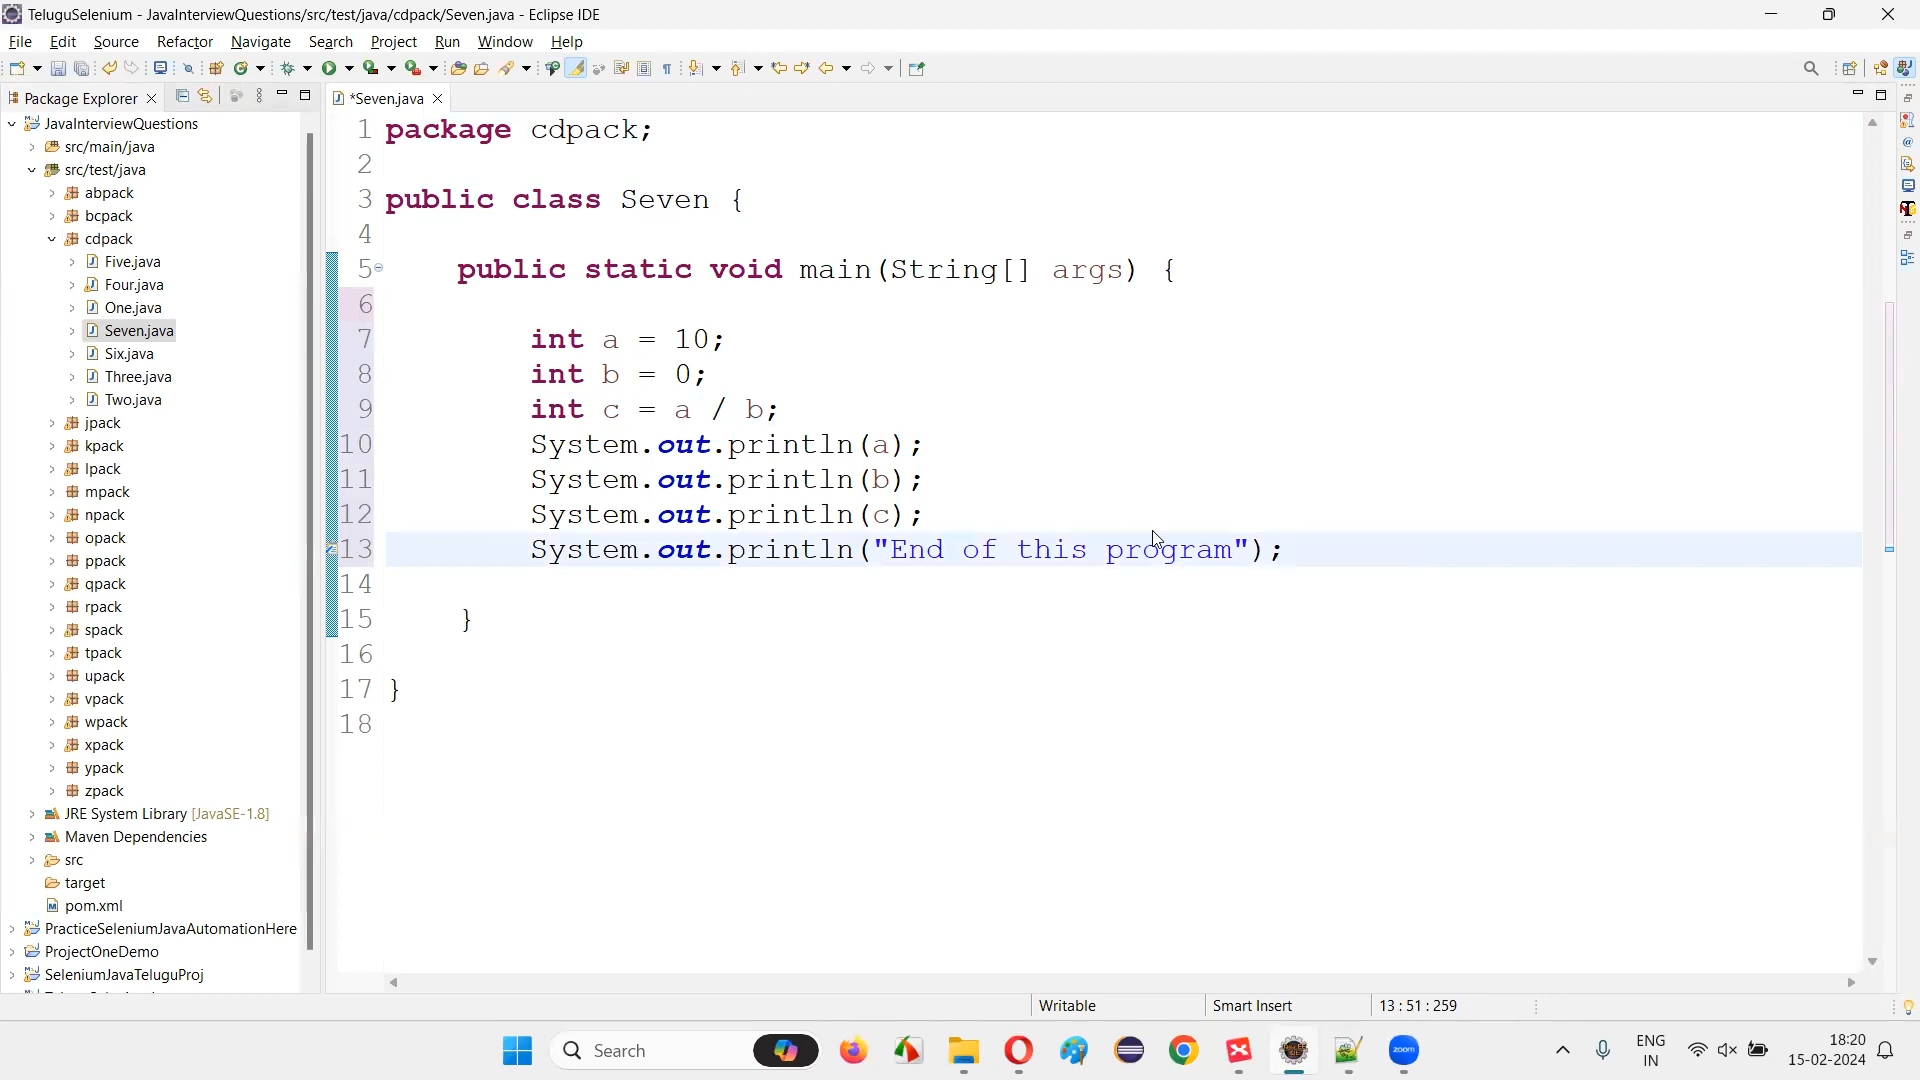 TeluguSelenium - JavaInterviewQuestions/src/test/java/cdpack/Seven.java - Eclipse IDE
File Edit Source Refactor Navigate Search Project Run Window Help
Package Explorer
*Seven.java
JavaInterviewQuestions
src/main/java
src/test/java
abpack
bcpack
cdpack
Five.java
Four.java
One.java
Seven.java
Six.java
Three.java
Two.java
jpack
kpack
lpack
mpack
npack
opack
ppack
qpack
rpack
spack
tpack
upack
vpack
wpack
xpack
ypack
zpack
JRE System Library [JavaSE-1.8]
Maven Dependencies
src
target
pom.xml
PracticeSeleniumJavaAutomationHere
ProjectOneDemo
SeleniumJavaTeluguProj
1 package cdpack;
2
3 public class Seven {
4
5 public static void main(String[] args) {
6
7 int a = 10;
8 int b = 0;
9 int c = a / b;
10 System.out.println(a);
11 System.out.println(b);
12 System.out.println(c);
13 System.out.println("End of this program");
14
15 }
16
17 }
18
Writable Smart Insert 13 : 51 : 259
Search
zoom
ENG
IN
18:20
15-02-2024